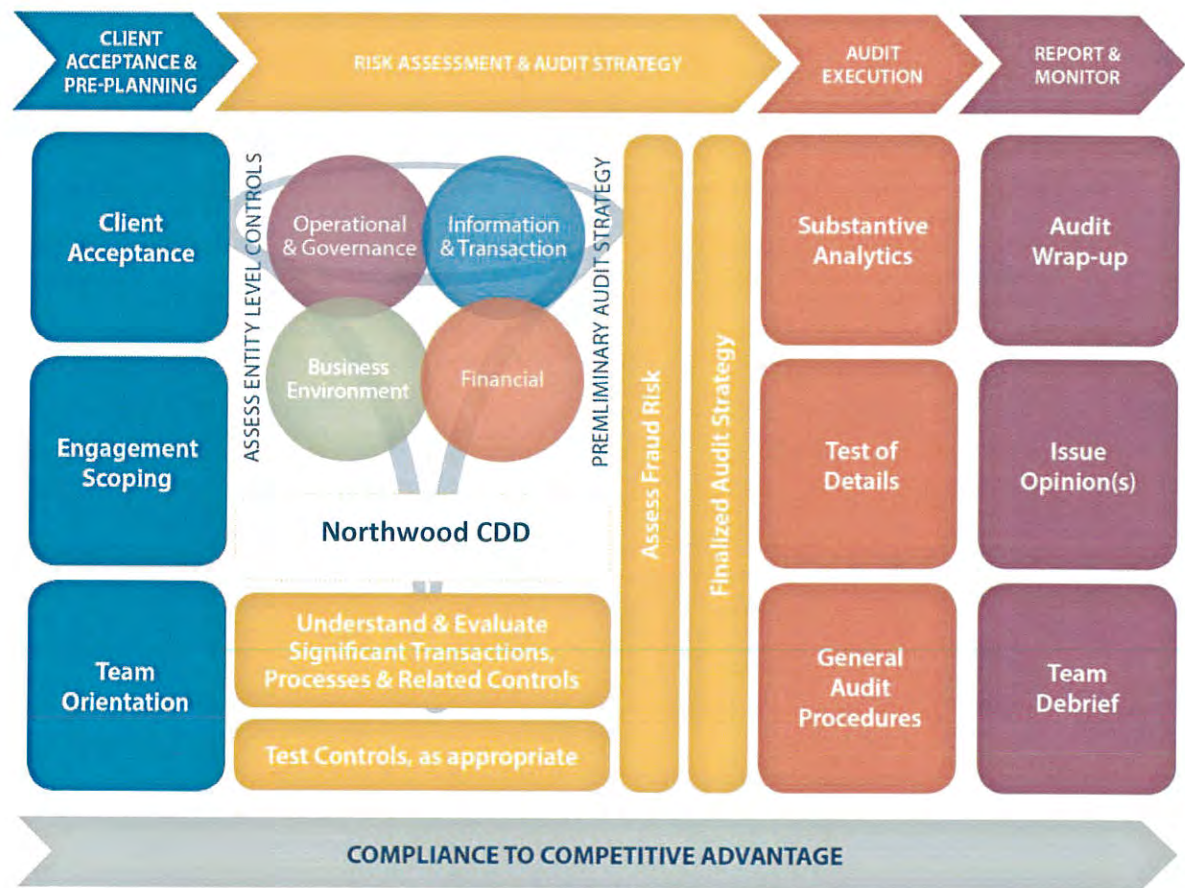 CLIENT
ACCEPTANCE &
PRE-PLANNING
RISK ASSESSMENT & AUDIT STRATEGY
AUDIT
EXECUTION
REPORT &
MONITOR
Client
Acceptance
Engagement
Scoping
Team
Orientation
ASSESS ENTITY LEVEL CONTROLS
Operational
& Governance
Information
& Transaction
Business
Environment
Financial
PREMLIMINARY AUDIT STRATEGY
Northwood CDD
Understand & Evaluate
Significant Transactions,
Processes & Related Controls
Test Controls, as appropriate
Assess Fraud Risk
Finalized Audit Strategy
Substantive
Analytics
Test of
Details
General
Audit
Procedures
Audit
Wrap-up
Issue
Opinion(s)
Team
Debrief
COMPLIANCE TO COMPETITIVE ADVANTAGE